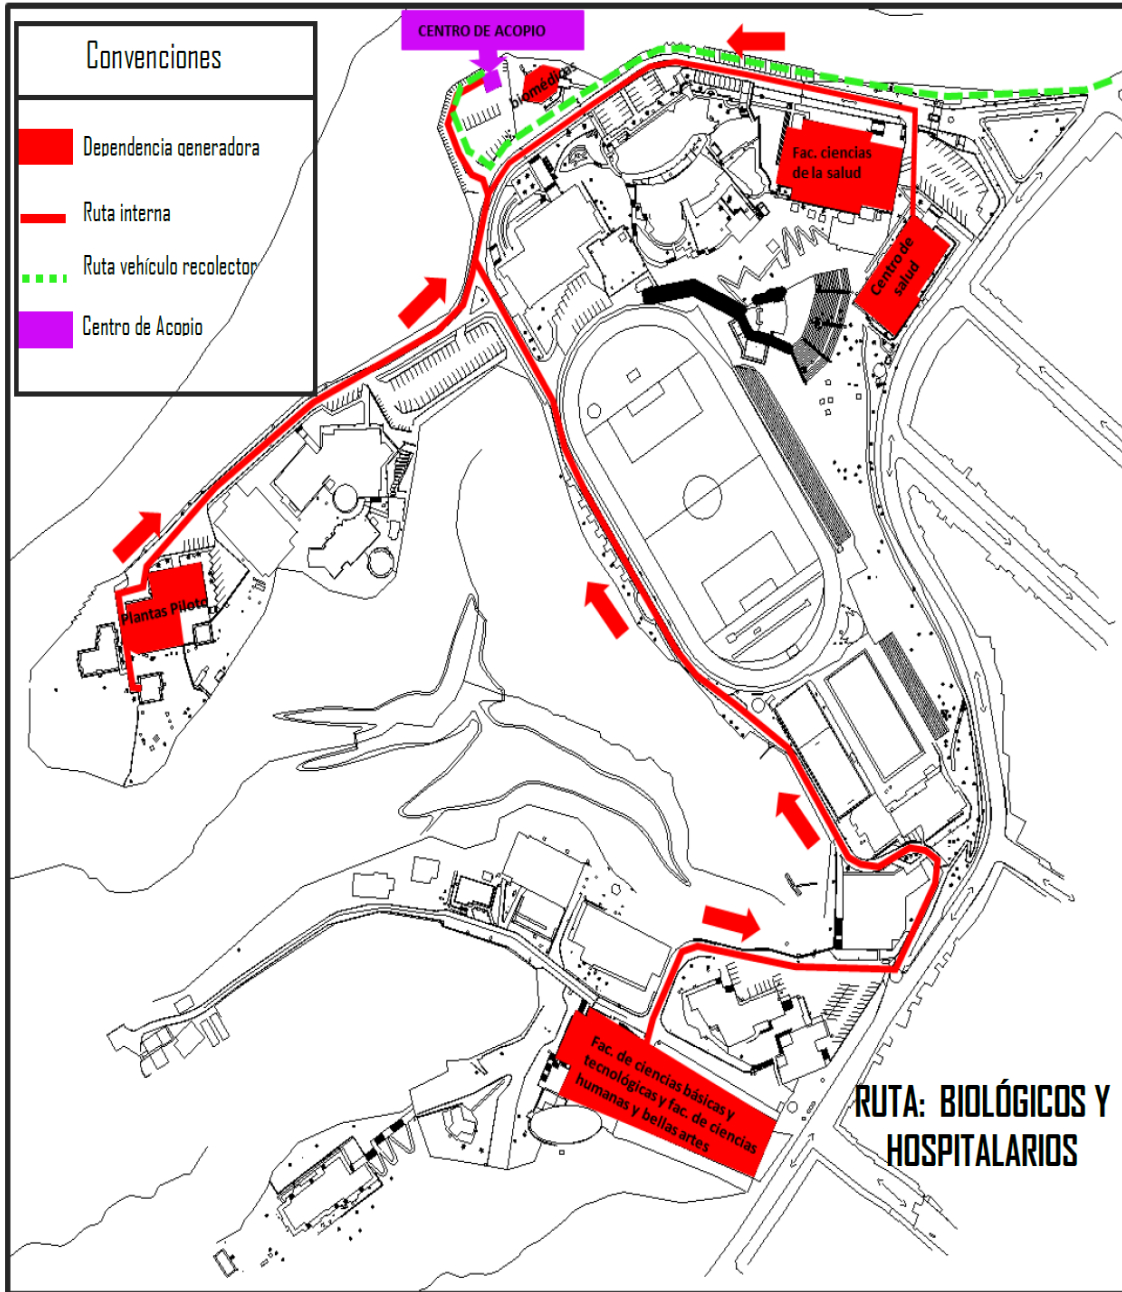 Convenciones
Dependencia generadora
Ruta interna
Ruta vehículo recolector
Centro de Acopio
CENTRO DE ACOPIO
biomédicas
Fac. ciencias
de la salud
Centro de
salud
Plantas Piloto
Fac. de ciencias básicas y
tecnológicas y fac. de ciencias
humanas y bellas artes
RUTA: BIOLÓGICOS Y
HOSPITALARIOS